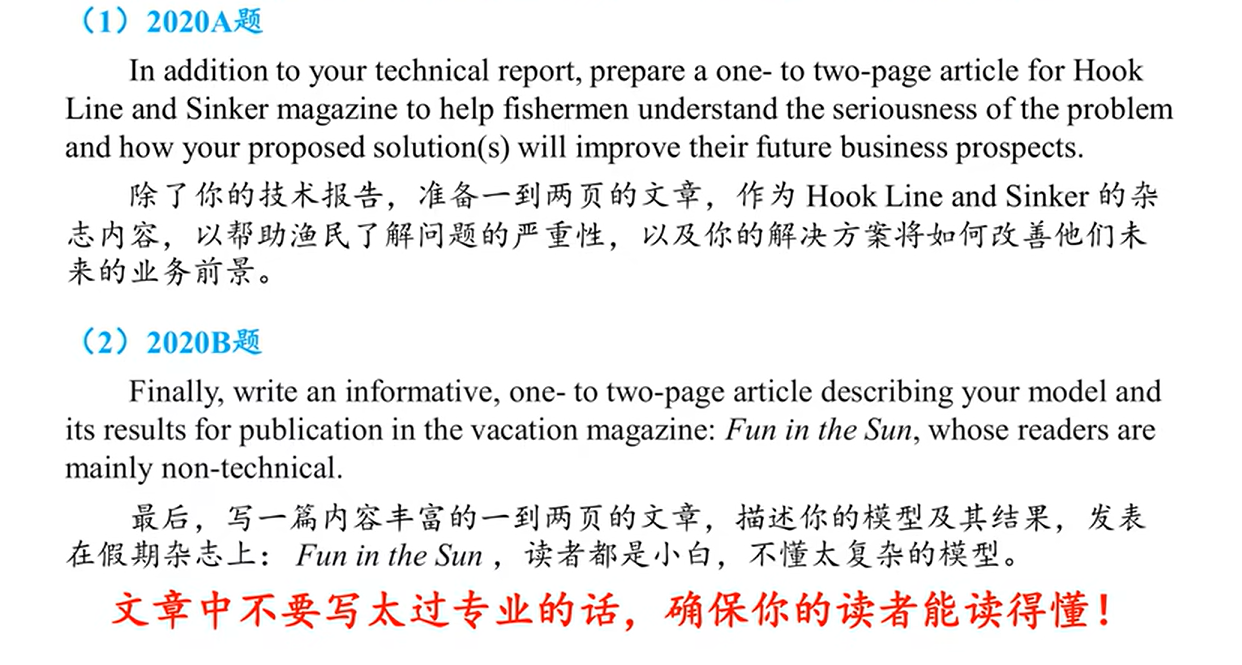 （1）2020A题
In addition to your technical report, prepare a one- to two-page article for Hook
Line and Sinker magazine to help fishermen understand the seriousness of the problem
and how your proposed solution(s) will improve their future business prospects.
除了你的技术报告，准备一到两页的文章，作为 Hook Line and Sinker 的杂
志内容，以帮助渔民了解问题的严重性，以及你的解决方案将如何改善他们未
来的业务前景。
（2）2020B题
Finally, write an informative, one- to two-page article describing your model and
its results for publication in the vacation magazine: Fun in the Sun, whose readers are
mainly non-technical.
最后，写一篇内容丰富的一到两页的文章，描述你的模型及其结果，发表
在假期杂志上： Fun in the Sun ，读者都是小白，不懂太复杂的模型。
文章中不要写太过专业的话，确保你的读者能读得懂！